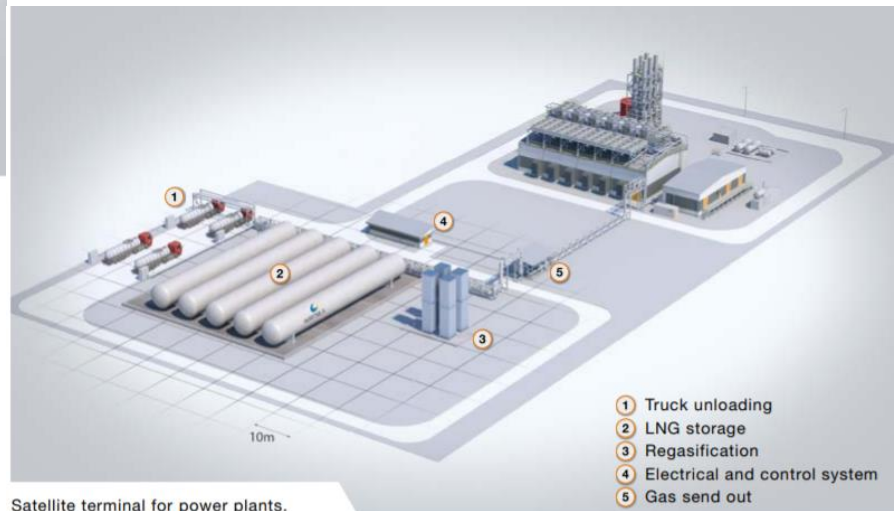 1
2
3
4
5
10m
1 Truck unloading
2 LNG storage
3 Regasification
4 Electrical and control system
5 Gas send out
Satellite terminal for power plants.